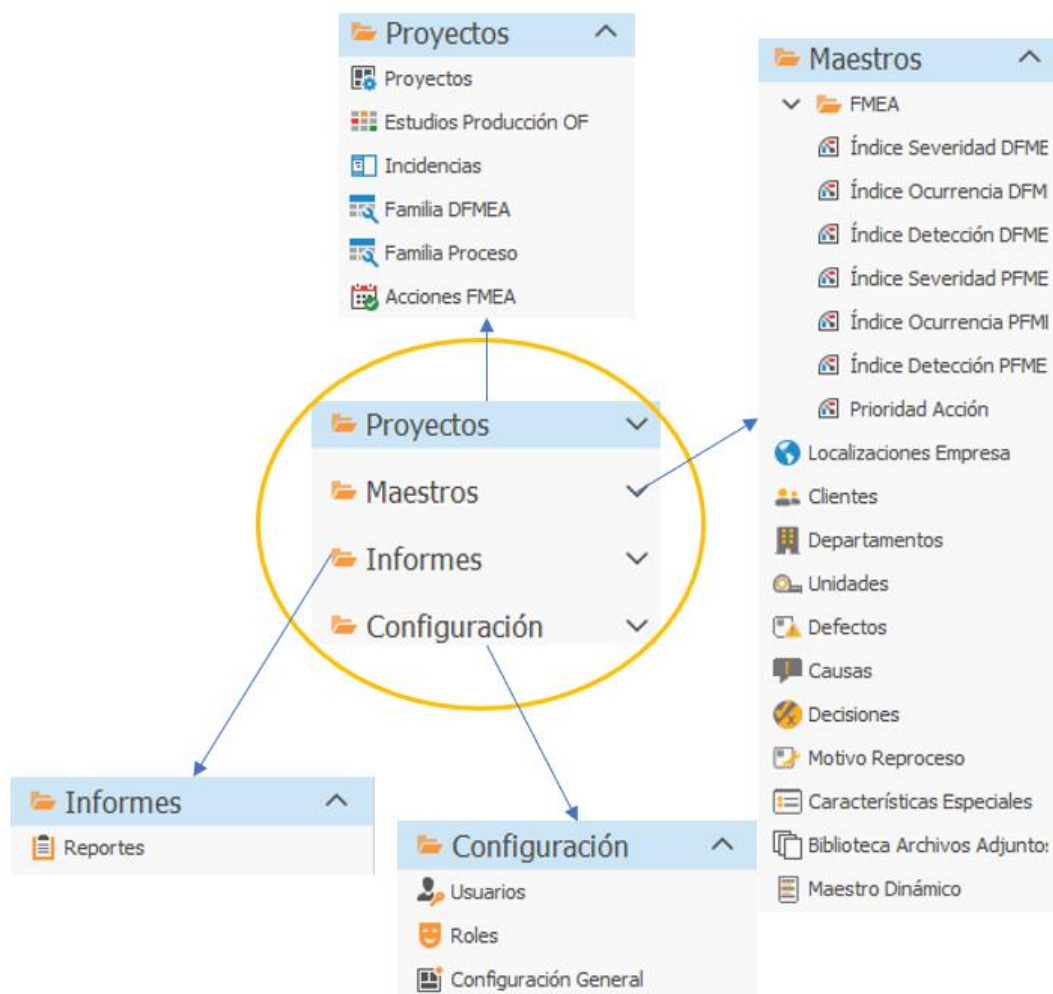 Proyectos
Proyectos
Estudios Producción OF
Incidencias
Familia DFMEA
Familia Proceso
Acciones FMEA
Maestros
FMEA
Índice Severidad DFME
Índice Ocurrencia DFM
Índice Detección DFME
Índice Severidad PFME
Índice Ocurrencia PFM
Índice Detección PFME
Prioridad Acción
Localizaciones Empresa
Clientes
Departamentos
Unidades
Defectos
Causas
Decisiones
Motivo Reproceso
Características Especiales
Biblioteca Archivos Adjuntos
Maestro Dinámico
Proyectos
Maestros
Informes
Configuración
Informes
Reportes
Configuración
Usuarios
Roles
Configuración General